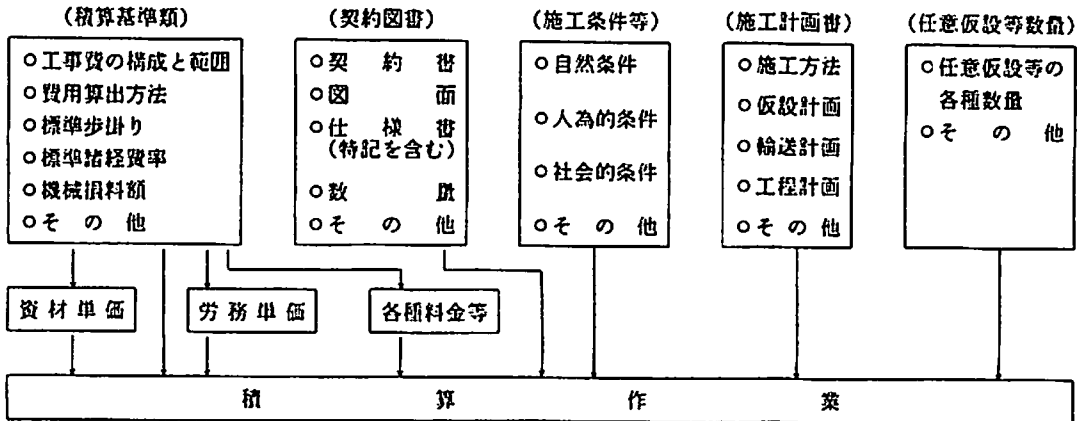 (積算基準類)
○工事費の構成と範囲
○費用算出方法
○標準歩掛り
○標準諸経費率
○機械損料額
○その他
(契約図書)
○契約書
○図面
○仕様書
(特記を含む)
○数量
○その他
(施工条件等)
○自然条件
○人為的条件
○社会的条件
○その他
(施工計画書)
○施工方法
○仮設計画
○輸送計画
○工程計画
○その他
(任意仮設等数量)
○任意仮設等の
各種数量
○その他
資材単価
労務単価
各種料金等
積算作業